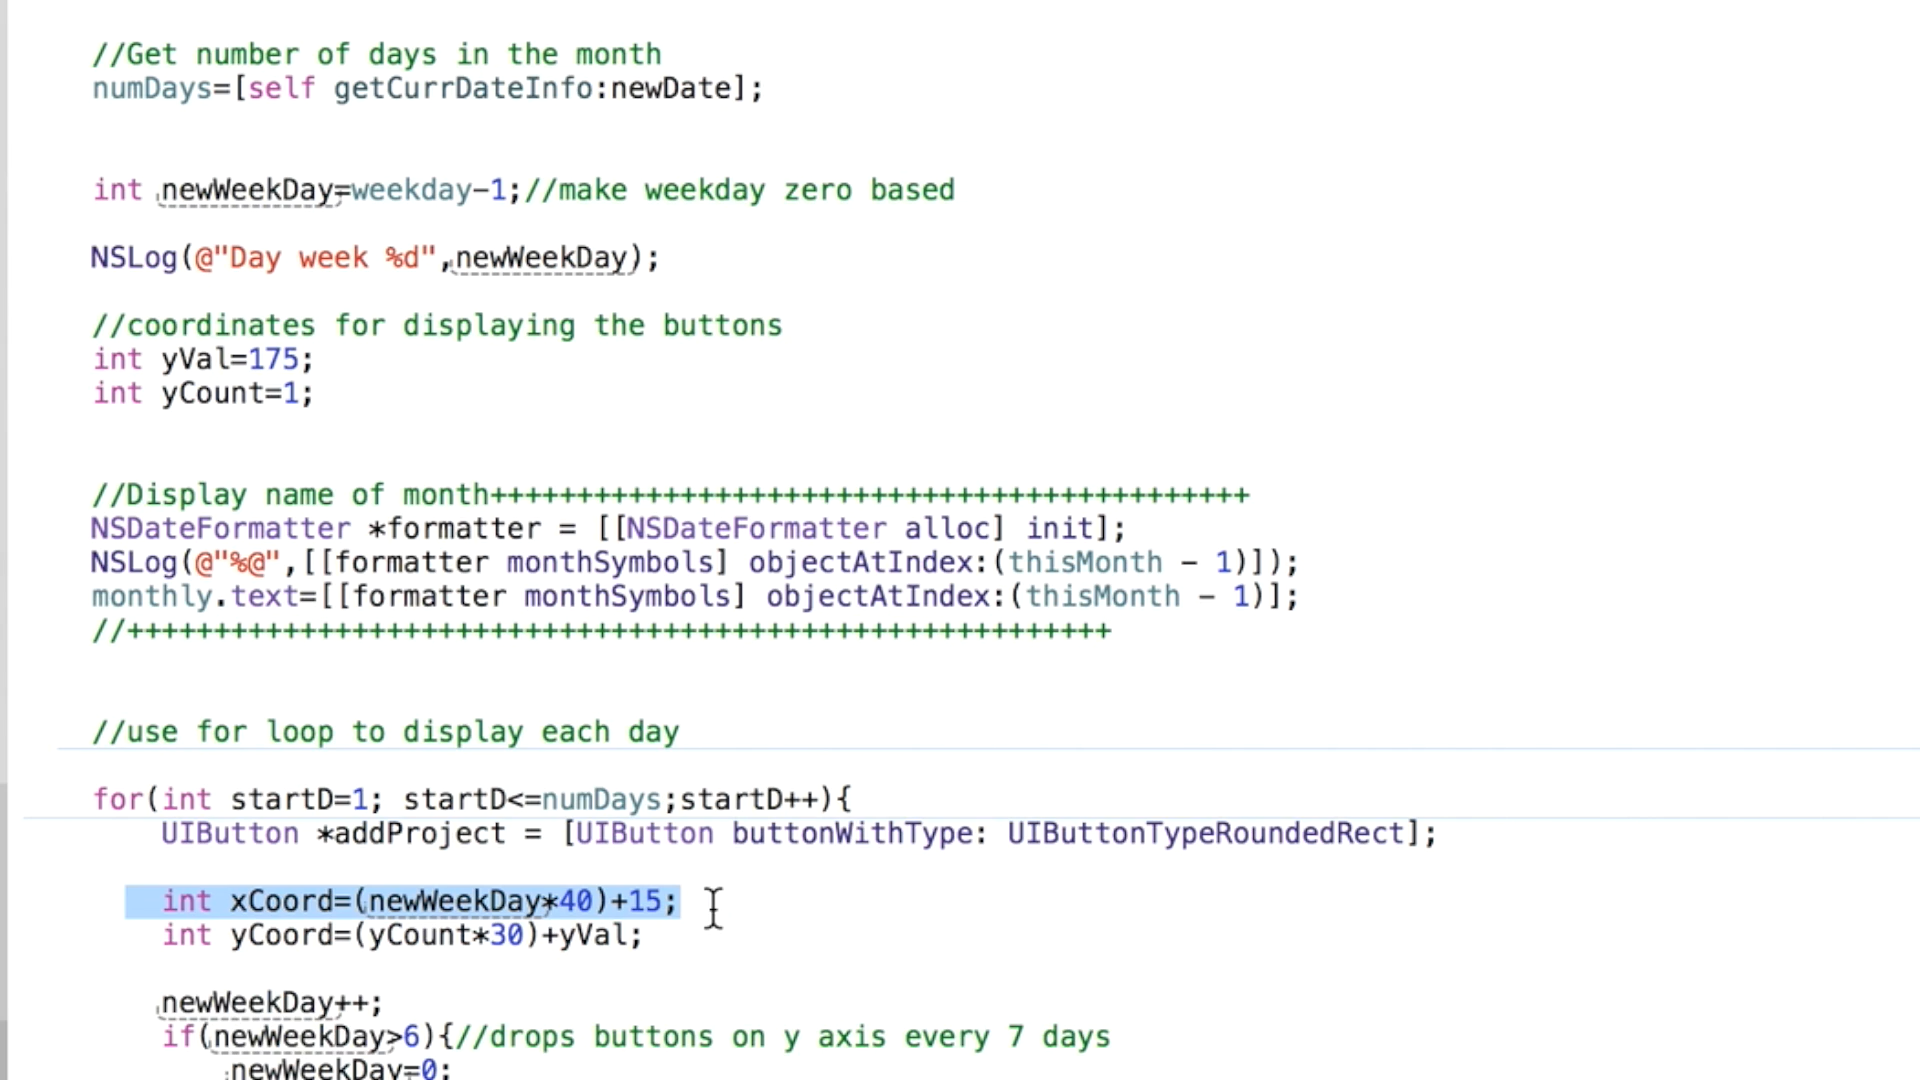 //Get number of days in the month
numDays=[self getCurrDateInfo:newDate];
int newWeekDay=weekday-1;//make weekday zero based
NSLog(@"Day week %d",newWeekDay);
//coordinates for displaying the buttons
int yVal=175;
int yCount=1;
//Display name of month++++++++++++++++++++++++++++++++++++++++++++
NSDateFormatter *formatter = [[NSDateFormatter alloc] init];
NSLog(@"%@",[[formatter monthSymbols] objectAtIndex:(thisMonth - 1)]);
monthly.text=[[formatter monthSymbols] objectAtIndex:(thisMonth - 1)];
//+++++++++++++++++++++++++++++++++++++++++++++++++++++++++
//use for loop to display each day
for(int startD=1; startD<=numDays;startD++){
UIButton *addProject = [UIButton buttonWithType: UIButtonTypeRoundedRect];
int xCoord=(newWeekDay*40)+15;
int yCoord=(yCount*30)+yVal;
newWeekDay++;
if(newWeekDay>6){//drops buttons on y axis every 7 days
newWeekDay=0;